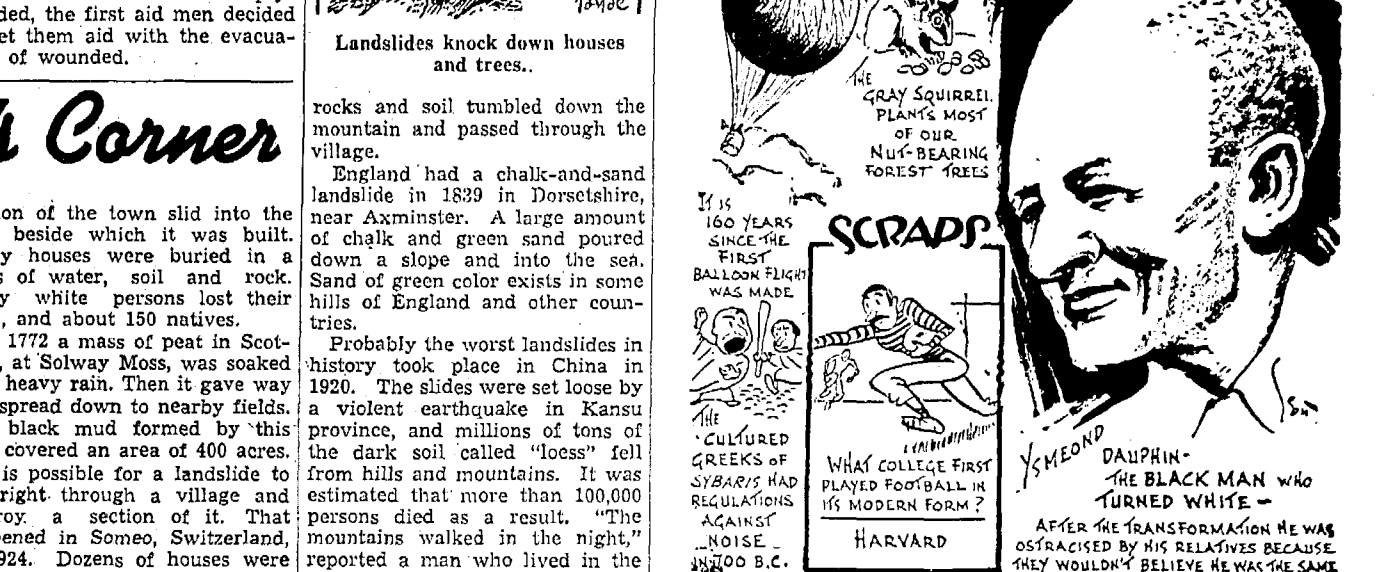 ded, the first aid men decided
et them aid with the evacua-
of wounded.
Corner
on of the town slid into the
beside which it was built.
y houses were buried in a
s of water, soil and rock.
y white persons lost their
, and about 150 natives.
1772 a mass of peat in Scot-
, at Solway Moss, was soaked
heavy rain. Then it gave way
spread down to nearby fields.
black mud formed by this
covered an area of 400 acres.
is possible for a landslide to
right through a village and
roy a section of it. That
ened in Someo, Switzerland,
924. Dozens of houses were
Landslides knock down houses
and trees..
rocks and soil tumbled down the
mountain and passed through the
village.
England had a chalk-and-sand
landslide in 1839 in Dorsetshire,
near Axminster. A large amount
of chalk and green sand poured
down a slope and into the sea.
Sand of green color exists in some
hills of England and other coun-
tries.
Probably the worst landslides in
history took place in China in
1920. The slides were set loose by
a violent earthquake in Kansu
province, and millions of tons of
the dark soil called "loess" fell
from hills and mountains. It was
estimated that more than 100,000
persons died as a result. "The
mountains walked in the night,"
reported a man who lived in the
THE
GRAY SQUIRREL
PLANTS MOST
OF OUR
NUT-BEARING
FOREST TREES
IT IS
160 YEARS
SINCE THE
FIRST
BALLOON FLIGHT
WAS MADE
THE
CULTURED
GREEKS OF
SYBARIS HAD
REGULATIONS
AGAINST
NOISE
IN 700 B.C.
SCRAPS
WHAT COLLEGE FIRST
PLAYED FOOTBALL IN
ITS MODERN FORM?
HARVARD
YSMEOND DAUPHIN-
THE BLACK MAN WHO
TURNED WHITE-
AFTER THE TRANSFORMATION HE WAS
OSTRACISED BY HIS RELATIVES BECAUSE
THEY WOULDN'T BELIEVE HE WAS THE SAME